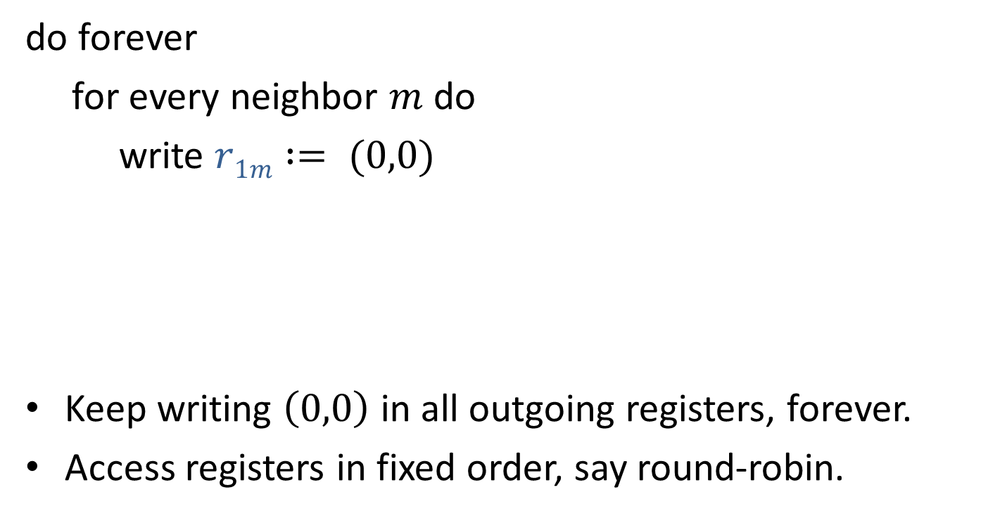 do forever
for every neighbor m do
write r₁ₘ := (0,0)
• Keep writing (0,0) in all outgoing registers, forever.
• Access registers in fixed order, say round-robin.